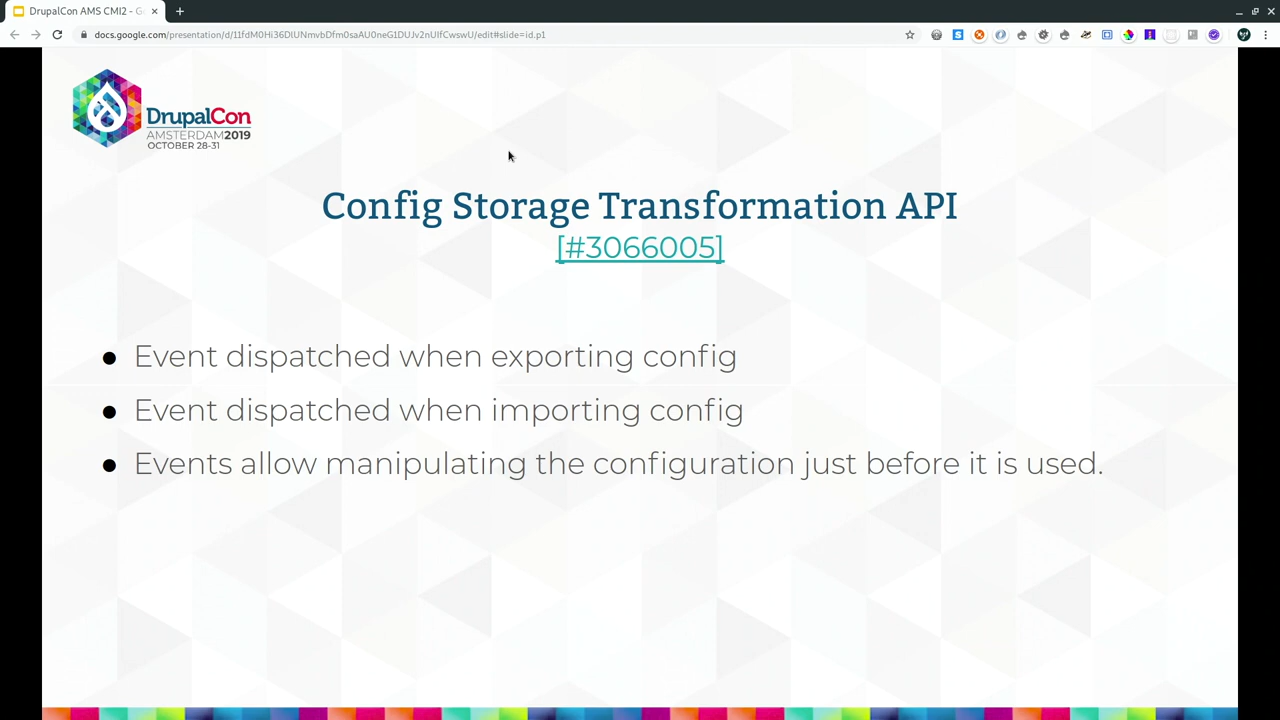 DrupalCon AMS CMI2 - G
docs.google.com/presentation/d/11fdM0Hi36DlUNmvbDfm0saAU0neG1DUJv2nUlfCwswU/edit#slide=id.p1
DrupalCon
AMSTERDAM2019
OCTOBER 28-31
Config Storage Transformation API
[#3066005]
● Event dispatched when exporting config
● Event dispatched when importing config
● Events allow manipulating the configuration just before it is used.